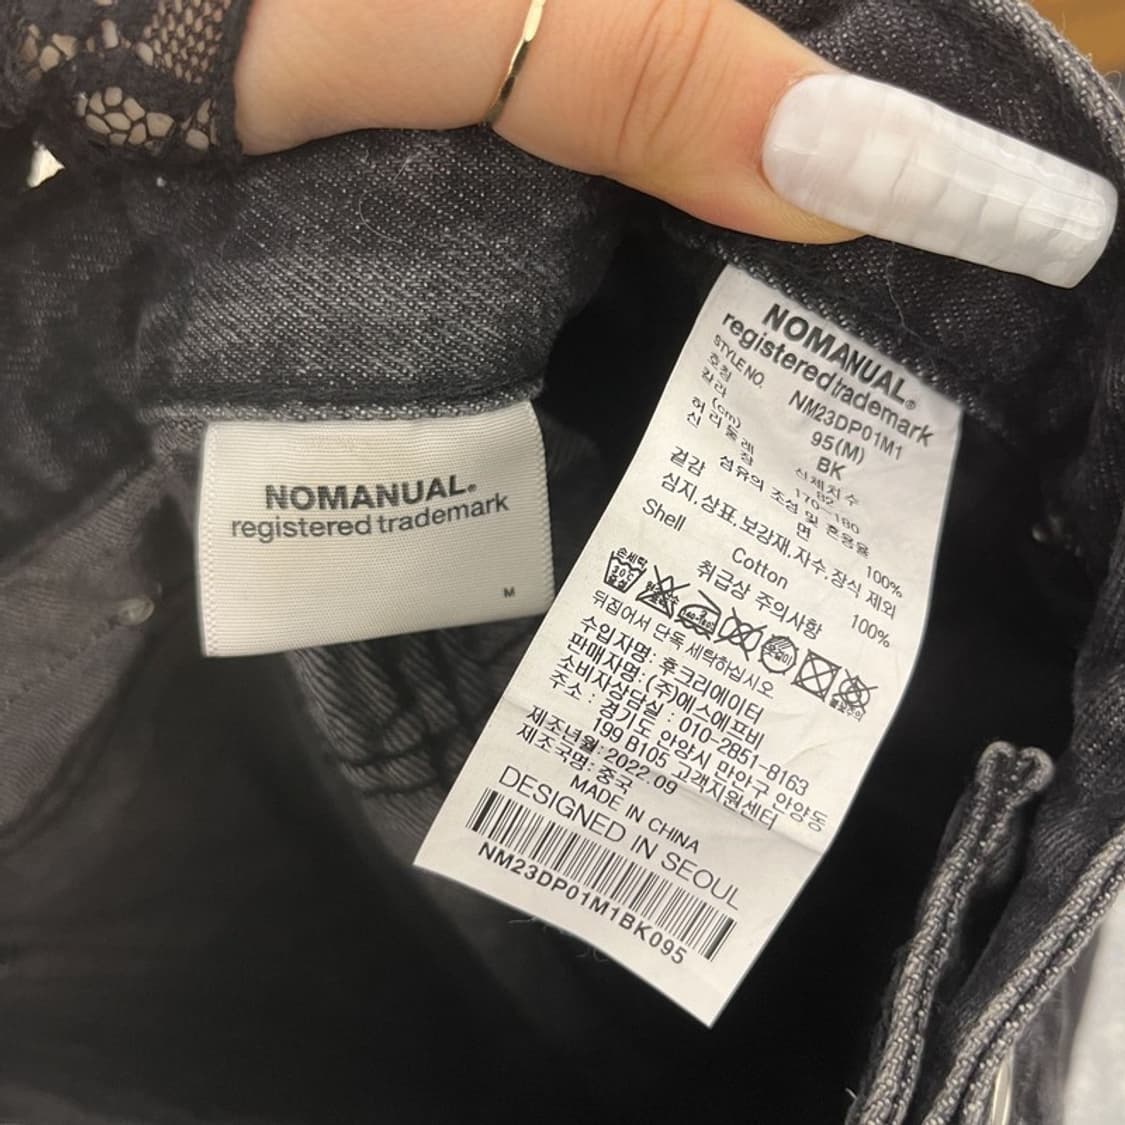 NOMANUAL®
registered trademark
M
NOMANUAL®
registered trademark
STYLE NO. NM23DP01M1
호칭 95(M)
칼라 BK
(cm) 신체치수
허리둘레 82
신장 170~180
섬유의 조성 및 혼용율
겉감 면 100%
심지,상표,보강재,자수,장식 제외
Shell Cotton 100%
취급상 주의사항
손세탁
30℃
뒤집어서 단독 세탁하십시오
수입자명: 후크리에이터
판매자명: (주)에스에프비
소비자상담실 : 010-2851-8163
주소 : 경기도 안양시 만안구 안양동
199 B105 고객지원센터
제조년월: 2022.09
제조국명: 중국
MADE IN CHINA
DESIGNED IN SEOUL
NM23DP01M1BK095